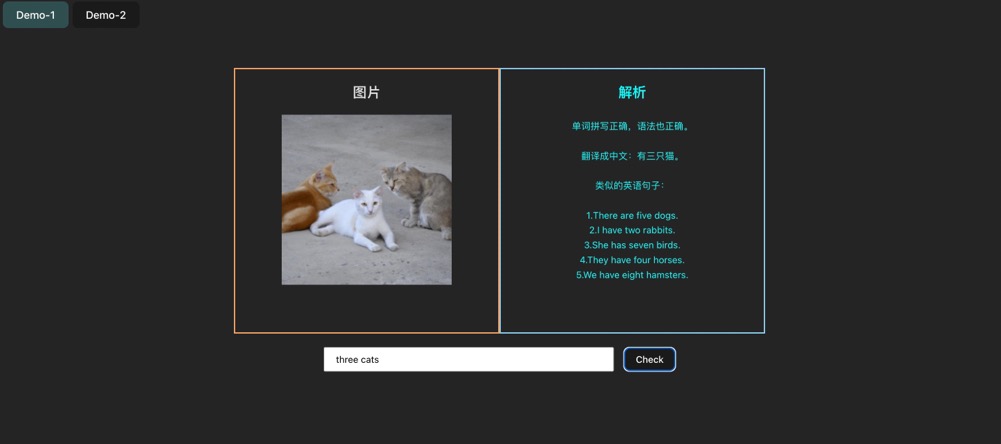 Demo-1 Demo-2
图片
解析
单词拼写正确，语法也正确。
翻译成中文：有三只猫。
类似的英语句子：
1.There are five dogs.
2.I have two rabbits.
3.She has seven birds.
4.They have four horses.
5.We have eight hamsters.
three cats Check